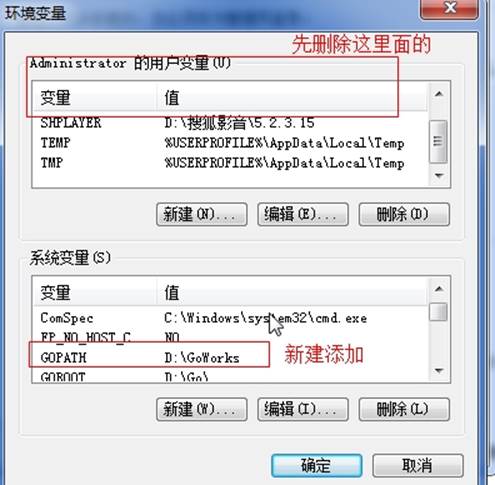 环境变量
先删除这里面的
Administrator 的用户变量(U)
变量 值
SHPLAYER D:\搜狐影音\5.2.3.15
TEMP %USERPROFILE%\AppData\Local\Temp
TMP %USERPROFILE%\AppData\Local\Temp
新建(N)... 编辑(E)... 删除(D)
系统变量(S)
变量 值
ComSpec C:\Windows\system32\cmd.exe
FP_NO_HOST_C NO
GOPATH D:\GoWorks
新建添加
GOROOT D:\Go\
新建(W)... 编辑(I)... 删除(L)
确定 取消